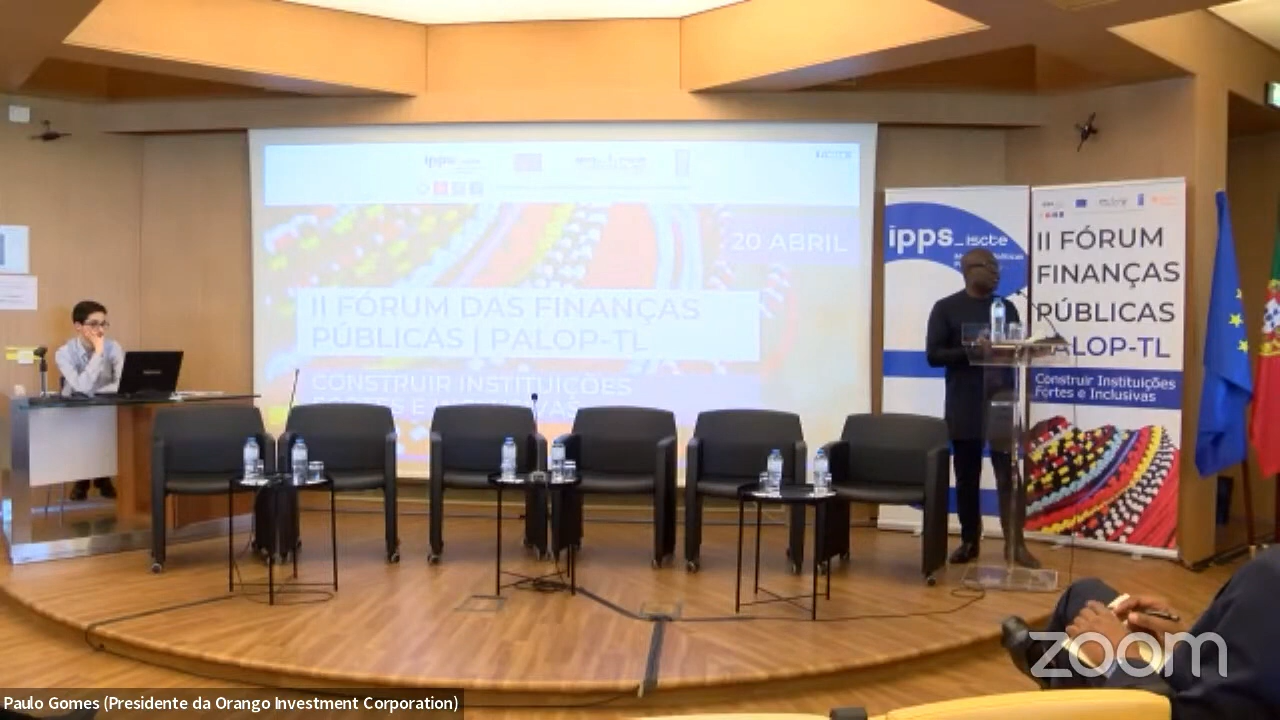 20 ABRIL
II FÓRUM DAS FINANÇAS
PÚBLICAS | PALOP-TL
CONSTRUIR INSTITUIÇÕES
ipps_iscte
II FÓRUM
FINANÇAS
PÚBLICAS
PALOP-TL
Construir Instituições
Fortes e Inclusivas
zoom
Paulo Gomes (Presidente da Orango Investment Corporation)